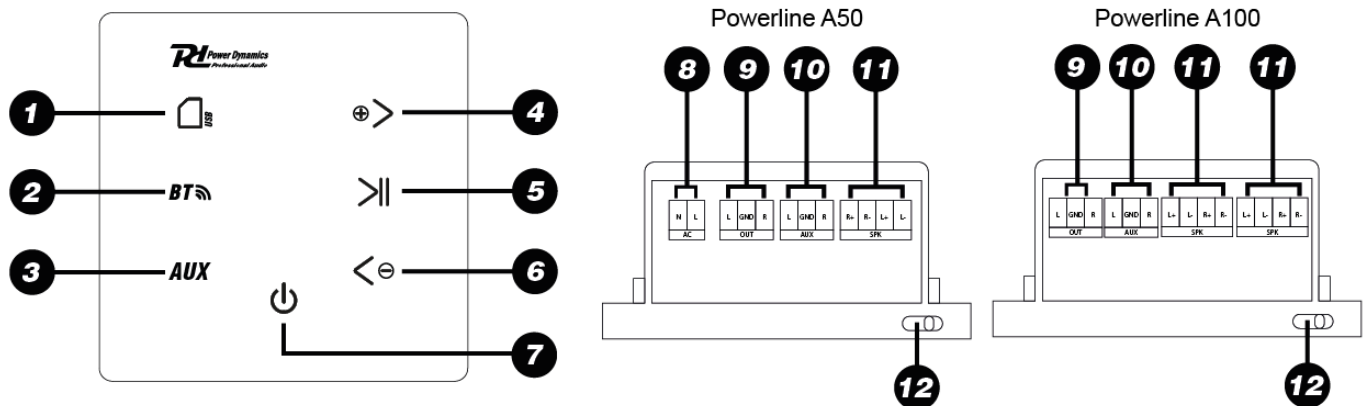 Power Dynamics
Professional Audio
1
USB
4
2
BT
5
3
AUX
6
7
Powerline A50
8 9 10 11
N L L GND R L GND R R+ R- L+ L-
AC OUT AUX SPK
12
Powerline A100
9 10 11 11
L GND R L GND R L+ L- R+ R- L+ L- R+ R-
OUT AUX SPK SPK
12